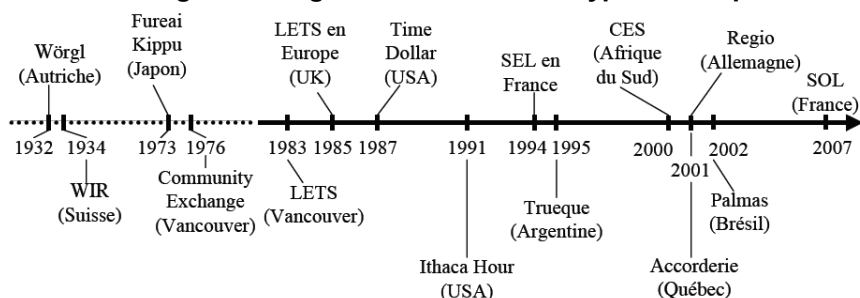 Wörgl
(Autriche)
Fureai
Kippu
(Japon)
LETS en
Europe
(UK)
Time
Dollar
(USA)
SEL en
France
CES
(Afrique
du Sud)
Regio
(Allemagne)
SOL
(France)
1932
1934
1973
1976
1983
1985
1987
1991
1994
1995
2000
2001
2002
2007
WIR
(Suisse)
Community
Exchange
(Vancouver)
LETS
(Vancouver)
Ithaca Hour
(USA)
Trueque
(Argentine)
Accorderie
(Québec)
Palmas
(Brésil)